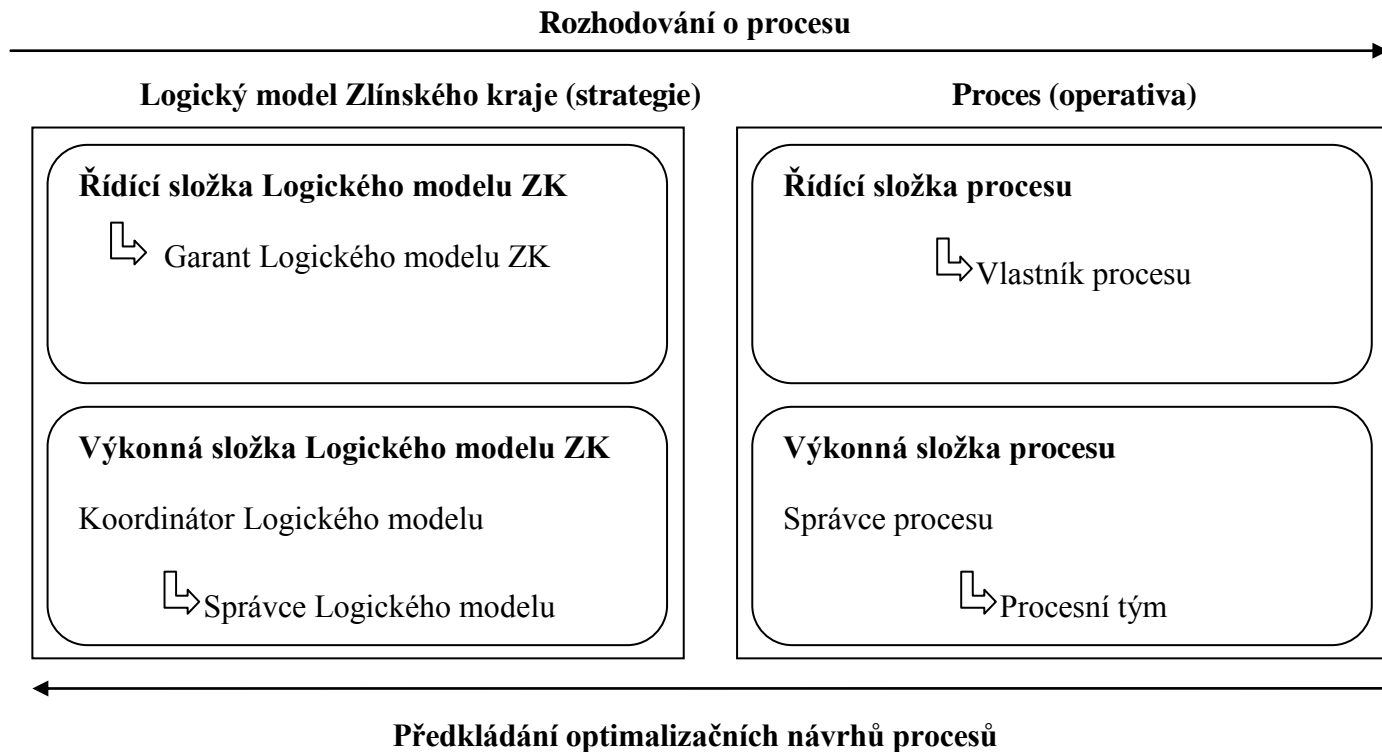 Rozhodování o procesu
Logický model Zlínského kraje (strategie)
Proces (operativa)
Řídící složka Logického modelu ZK
Garant Logického modelu ZK
Řídící složka procesu
Vlastník procesu
Výkonná složka Logického modelu ZK
Koordinátor Logického modelu
Správce Logického modelu
Výkonná složka procesu
Správce procesu
Procesní tým
Předkládání optimalizačních návrhů procesů